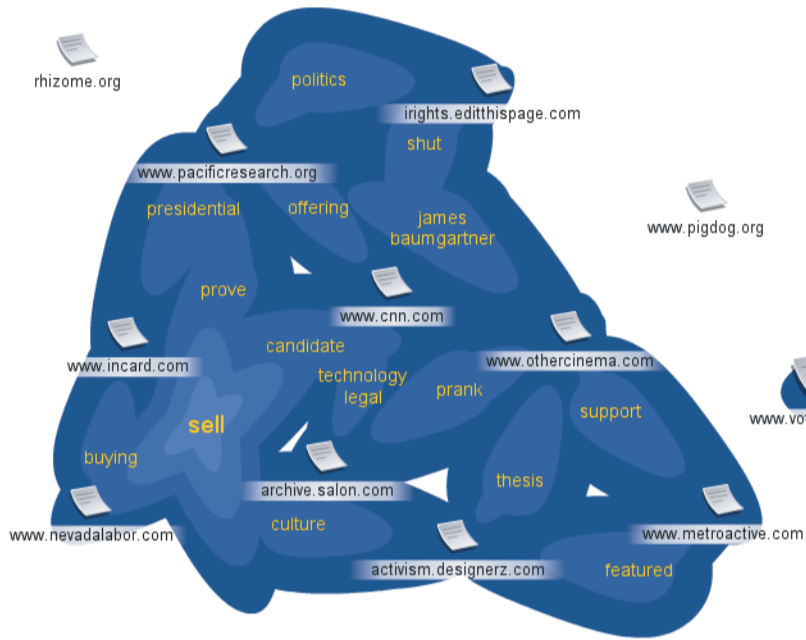 politics
rhizome.org
irights.editthispage.com
shut
www.pacificresearch.org
presidential
offering
james
baumgartner
www.pigdog.org
prove
www.cnn.com
candidate
www.incard.com
www.othercinema.com
technology
legal
prank
support
www.vot
sell
buying
thesis
archive.salon.com
culture
www.nevadalabor.com
www.metroactive.com
activism.designerz.com
featured